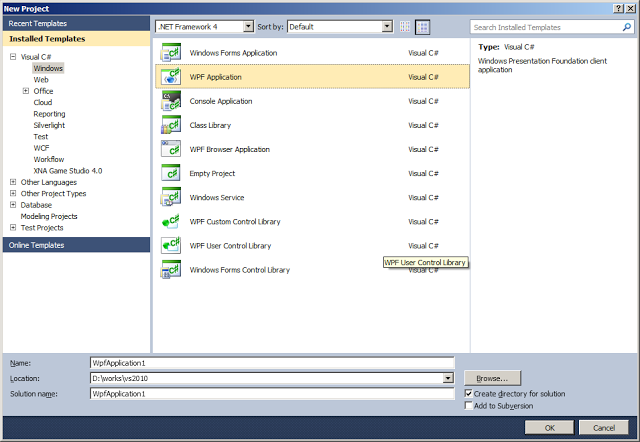 New Project
Recent Templates
.NET Framework 4
Sort by:
Default
Search Installed Templates
Installed Templates
Visual C#
Windows
Web
Office
Cloud
Reporting
Silverlight
Test
WCF
Workflow
XNA Game Studio 4.0
Other Languages
Other Project Types
Database
Modeling Projects
Test Projects
Online Templates
Windows Forms Application Visual C#
WPF Application Visual C#
Console Application Visual C#
Class Library Visual C#
WPF Browser Application Visual C#
Empty Project Visual C#
Windows Service Visual C#
WPF Custom Control Library Visual C#
WPF User Control Library Visual C#
WPF User Control Library
Windows Forms Control Library Visual C#
Type: Visual C#
Windows Presentation Foundation client
application
Name: WpfApplication1
Location: D:\works\vs2010
Browse...
Solution name: WpfApplication1
Create directory for solution
Add to Subversion
OK
Cancel